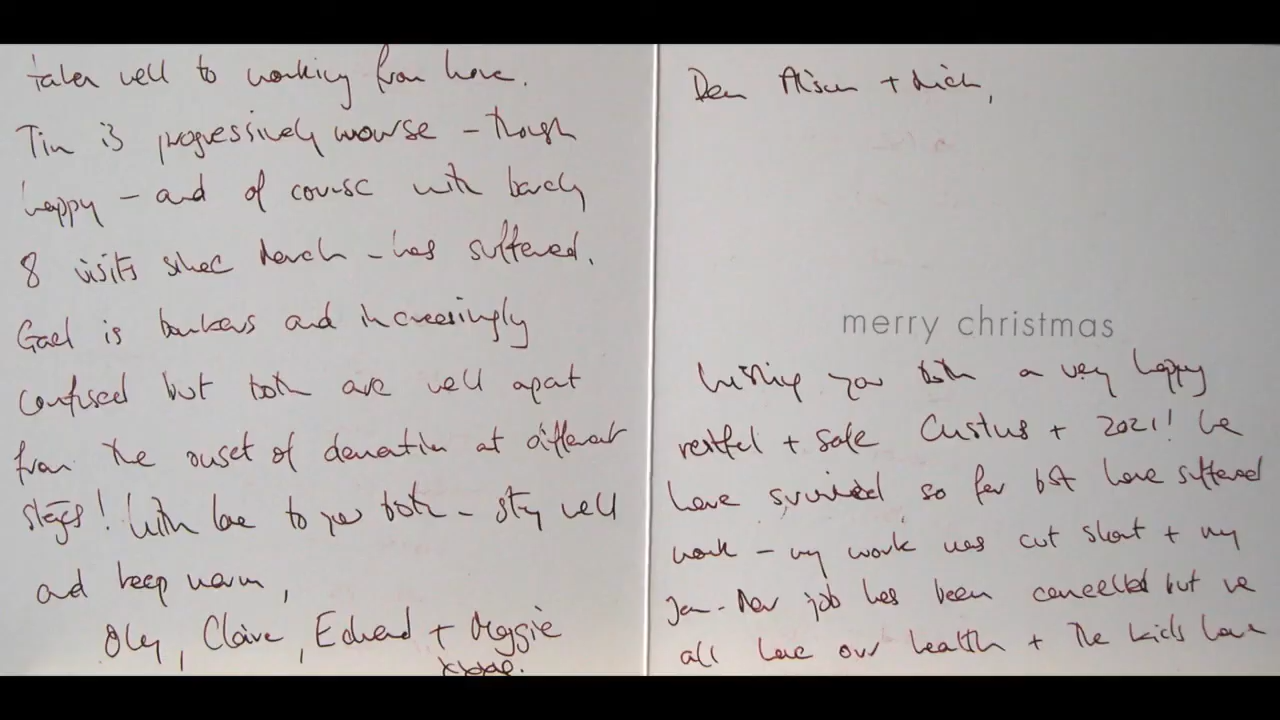 Dear Alison + Nick,
merry christmas
Wishing you both a very happy
restful + safe + 2021! We
have survived so far but have suffered
work - my work was cut short + my
Jan - Mar job has been cancelled but we
all have our health + the kids have
taken well to working from home.
Tim is progressively worse - though
happy - and of course with barely
8 visits since March - has suffered.
Gael is bonkers and increasingly
confused but both are well apart
from the onset of dementia at different
stages! With love to you both - stay well
and keep warm,
Olly, Claire, Edward + Maggie